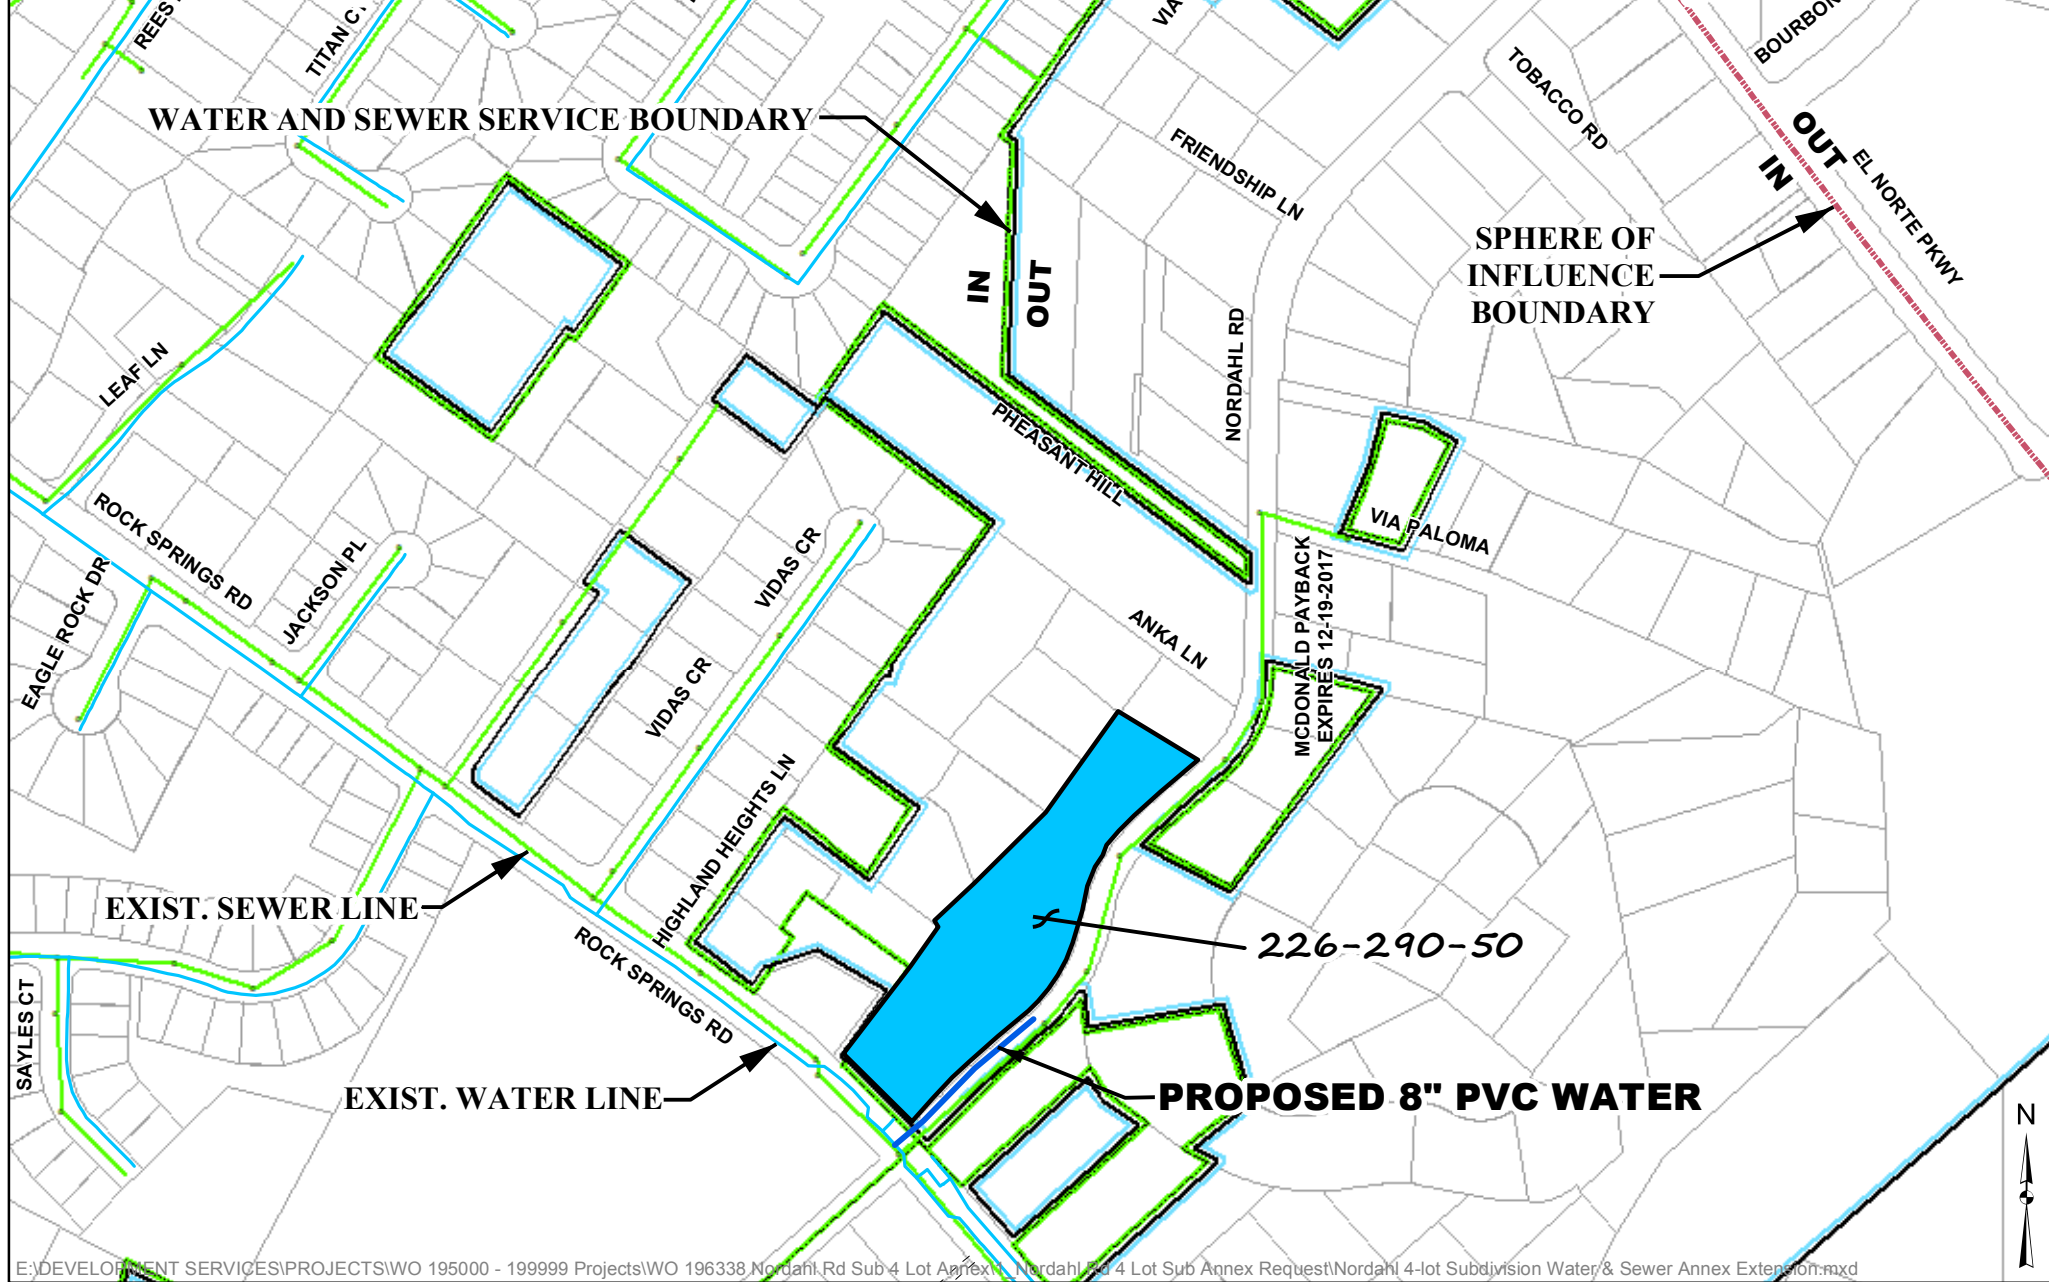 REES
TITAN C
VIA
BOURBON
TOBACCO RD
WATER AND SEWER SERVICE BOUNDARY
FRIENDSHIP LN
OUT
IN
EL NORTE PKWY
SPHERE OF
INFLUENCE
BOUNDARY
IN
OUT
NORDAHL RD
LEAF LN
PHEASANT HILL
VIA PALOMA
ROCK SPRINGS RD
JACKSON PL
EAGLE ROCK DR
VIDAS CR
VIDAS CR
ANKA LN
MCDONALD PAYBACK
EXPIRES 12-19-2017
HIGHLAND HEIGHTS LN
EXIST. SEWER LINE
226-290-50
ROCK SPRINGS RD
SAYLES CT
EXIST. WATER LINE
PROPOSED 8" PVC WATER
N
E:\DEVELOPMENT SERVICES\PROJECTS\WO 195000 - 199999 Projects\WO 196338 Nordahl Rd Sub 4 Lot Annex\1_Nordahl Rd 4 Lot Sub Annex Request\Nordahl 4-lot Subdivision Water & Sewer Annex Extension.mxd